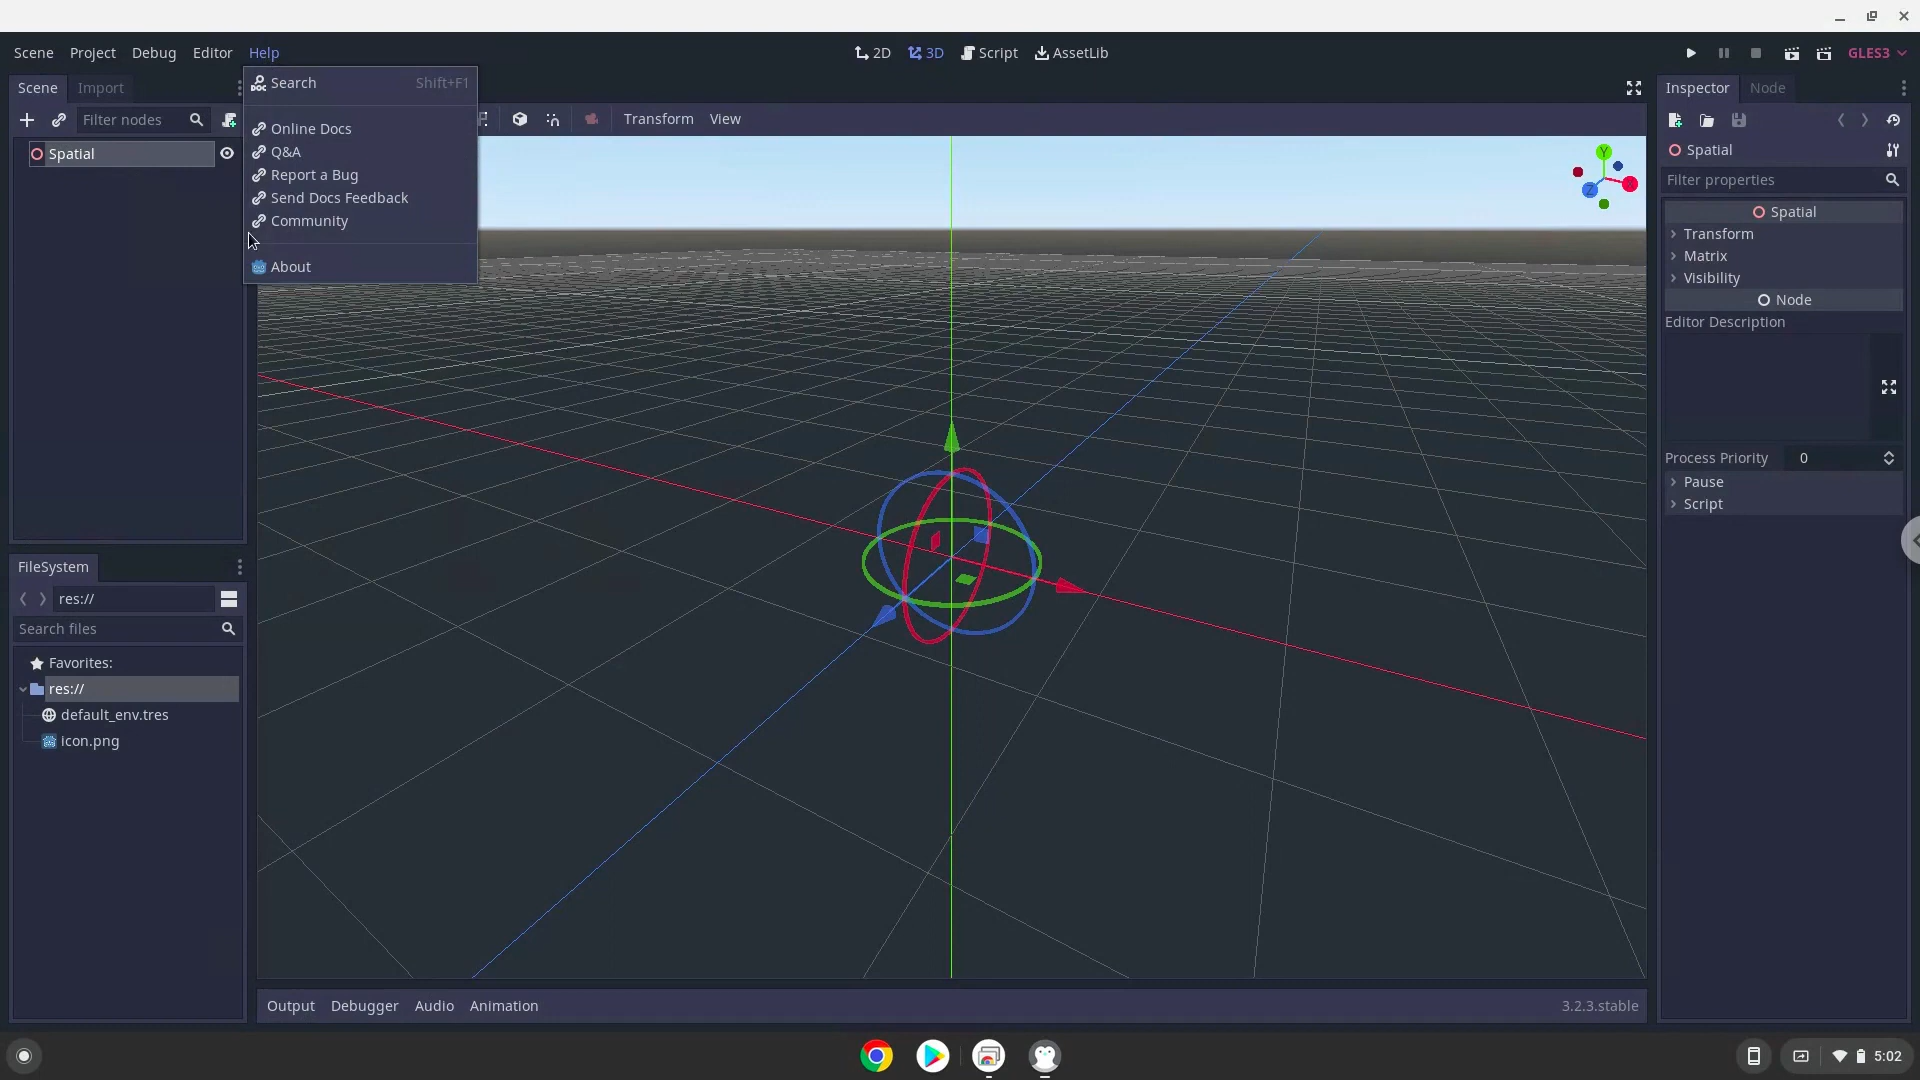 Scene Project Debug Editor Help
2D 3D Script AssetLib
GLES3
Scene Import
Filter nodes
Spatial
Search Shift+F1
Online Docs
Q&A
Report a Bug
Send Docs Feedback
Community
About
Transform View
Y
Z
FileSystem
res://
Search files
Favorites:
res://
default_env.tres
icon.png
Output Debugger Audio Animation
3.2.3.stable
Inspector Node
Spatial
Filter properties
Spatial
Transform
Matrix
Visibility
Node
Editor Description
Process Priority 0
Pause
Script
5:02